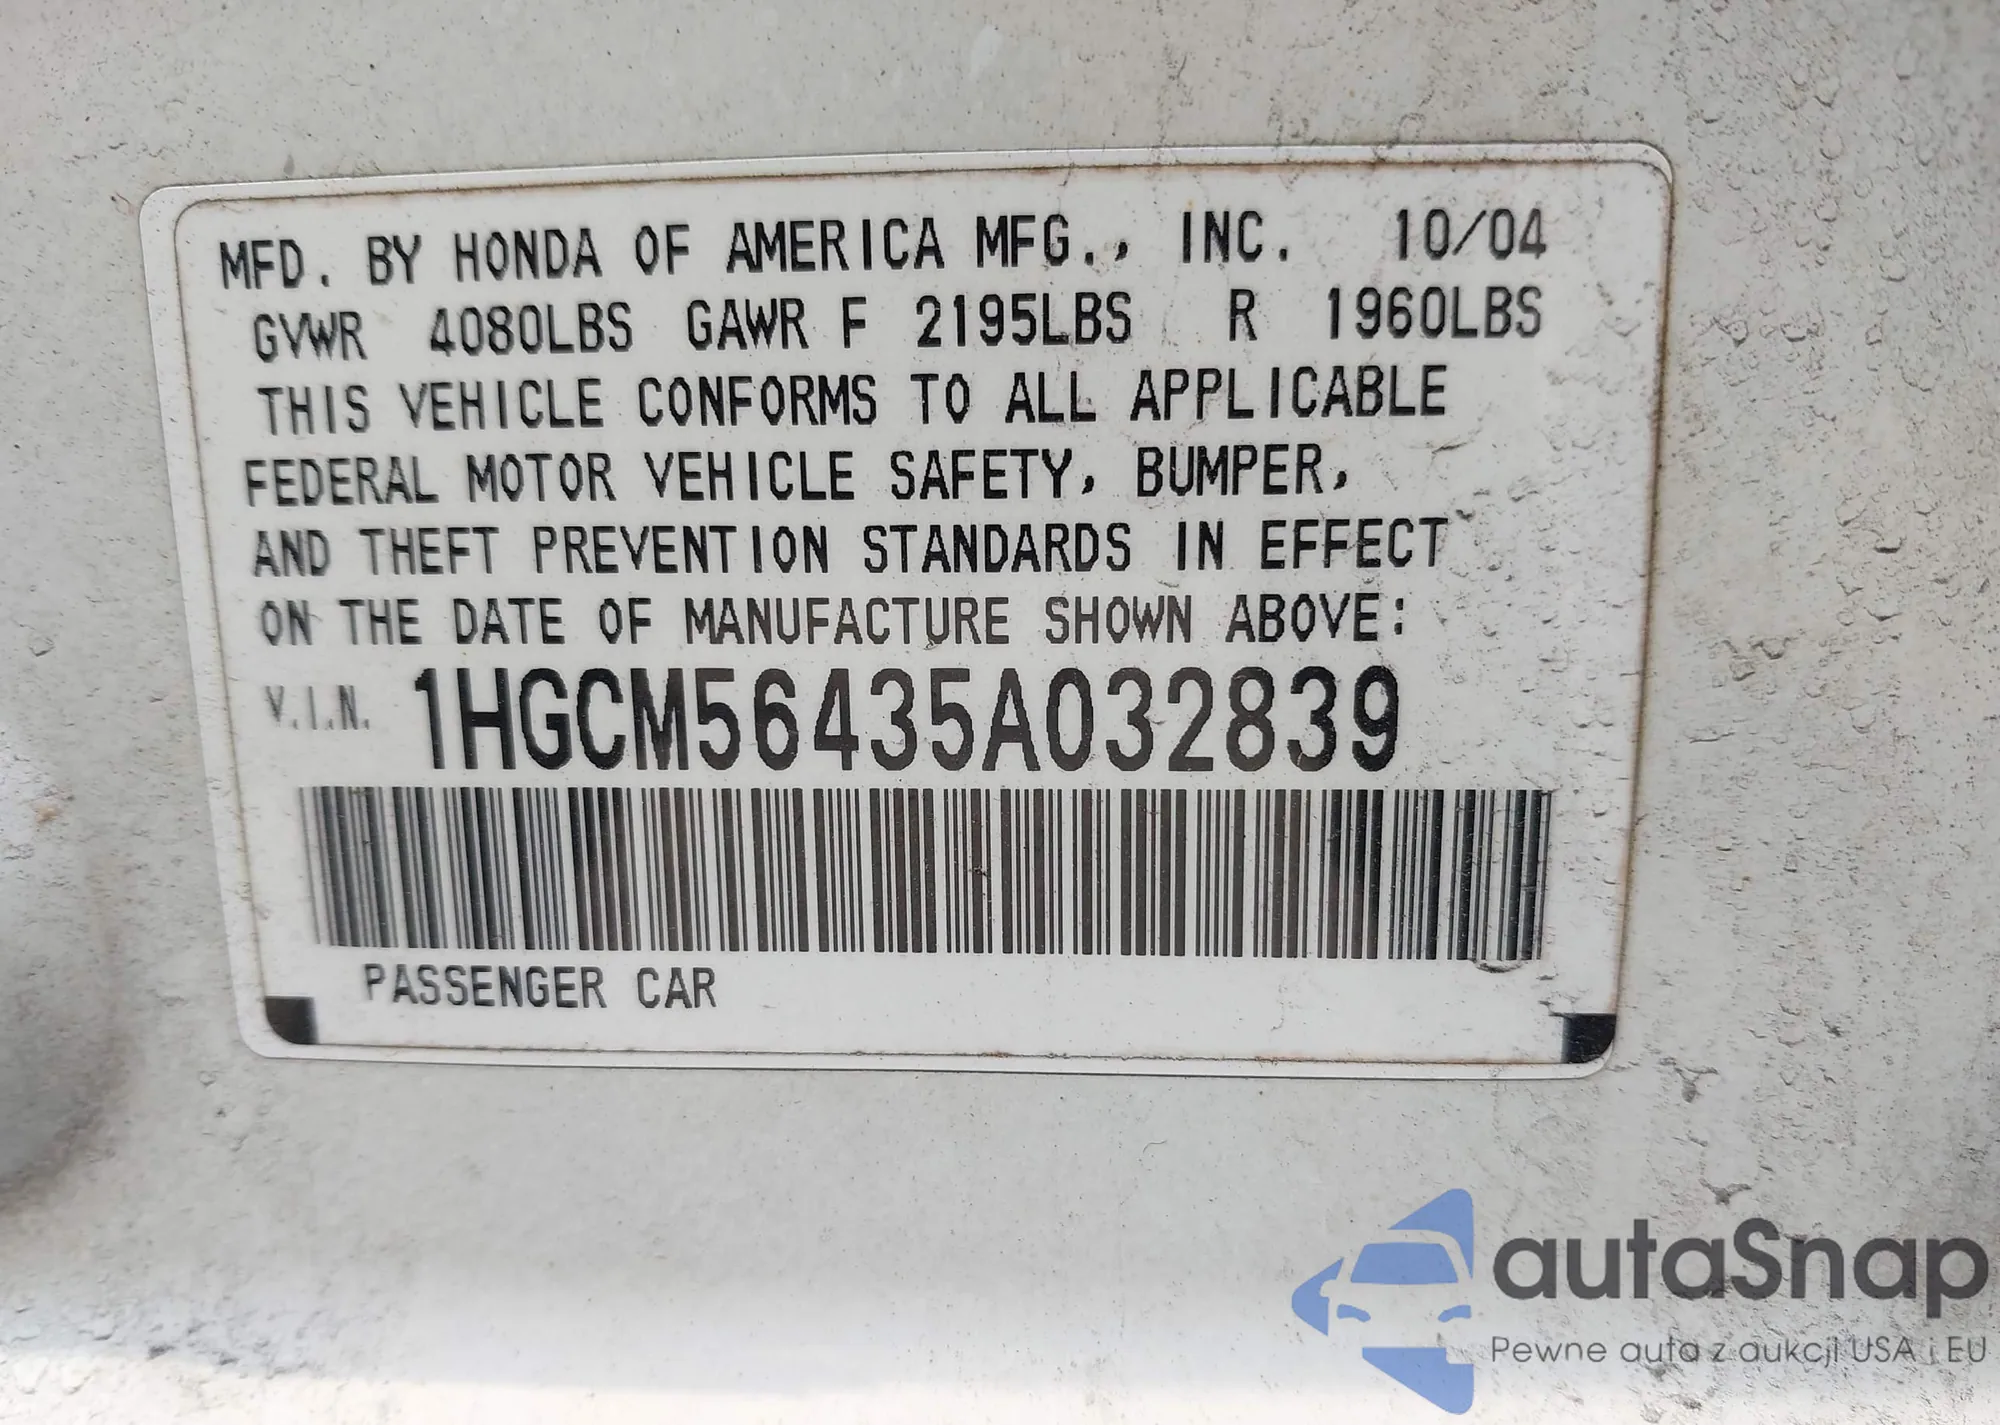 MFD. BY HONDA OF AMERICA MFG., INC. 10/04
GVWR 4080LBS GAWR F 2195LBS R 1960LBS
THIS VEHICLE CONFORMS TO ALL APPLICABLE
FEDERAL MOTOR VEHICLE SAFETY, BUMPER,
AND THEFT PREVENTION STANDARDS IN EFFECT
ON THE DATE OF MANUFACTURE SHOWN ABOVE:
V.I.N. 1HGCM56435A032839
PASSENGER CAR
autaSnap
Pewne auta z aukcji USA i EU